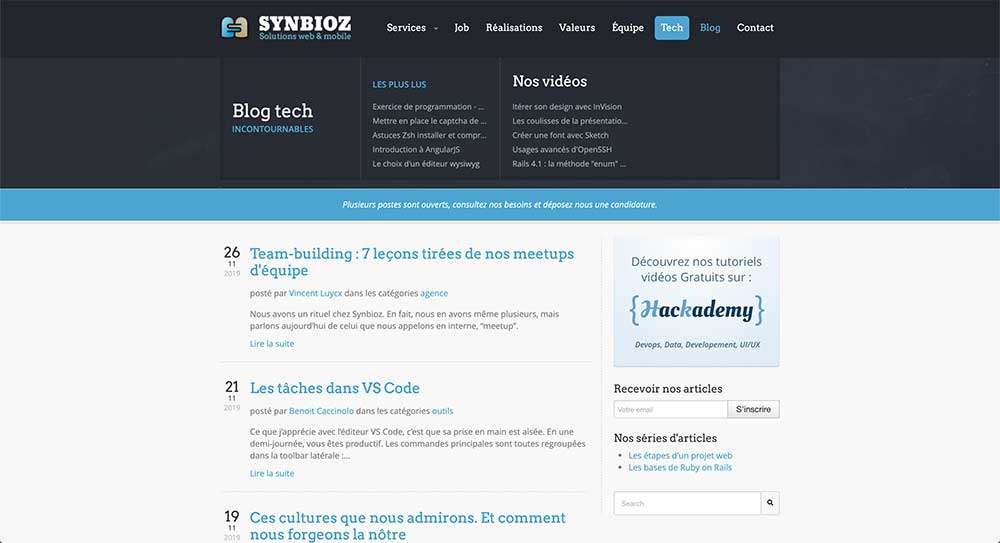 SYNBIOZ
Solutions web & mobile
Services Job Réalisations Valeurs Équipe Tech Blog Contact
Blog tech
INCONTOURNABLES
LES PLUS LUS
Exercice de programmation - ...
Mettre en place le captcha de ...
Astuces Zsh installer et compr...
Introduction à AngularJS
Le choix d'un éditeur wysiwyg
Nos vidéos
Itérer son design avec InVision
Les coulisses de la présentatio...
Créer une font avec Sketch
Usages avancés d'OpenSSH
Rails 4.1 : la méthode "enum" ...
Plusieurs postes sont ouverts, consultez nos besoins et déposez nous une candidature.
26
11
2019
Team-building : 7 leçons tirées de nos meetups
d'équipe
posté par Vincent Luycx dans les catégories agence
Nous avons un rituel chez Synbioz. En fait, nous en avons même plusieurs, mais
parlons aujourd'hui de celui que nous appelons en interne, "meetup".
Lire la suite
21
11
2019
Les tâches dans VS Code
posté par Benoit Caccinolo dans les catégories outils
Ce que j'apprécie avec l'éditeur VS Code, c'est que sa prise en main est aisée. En une
demi-journée, vous êtes productif. Les commandes principales sont toutes regroupées
dans la toolbar latérale :...
Lire la suite
19
11
2019
Ces cultures que nous admirons. Et comment
nous forgeons la nôtre
Découvrez nos tutoriels
vidéos Gratuits sur :
{Hackademy}
Devops, Data, Developement, UI/UX
Recevoir nos articles
Votre email S'inscrire
Nos séries d'articles
Les étapes d'un projet web
Les bases de Ruby on Rails
Search